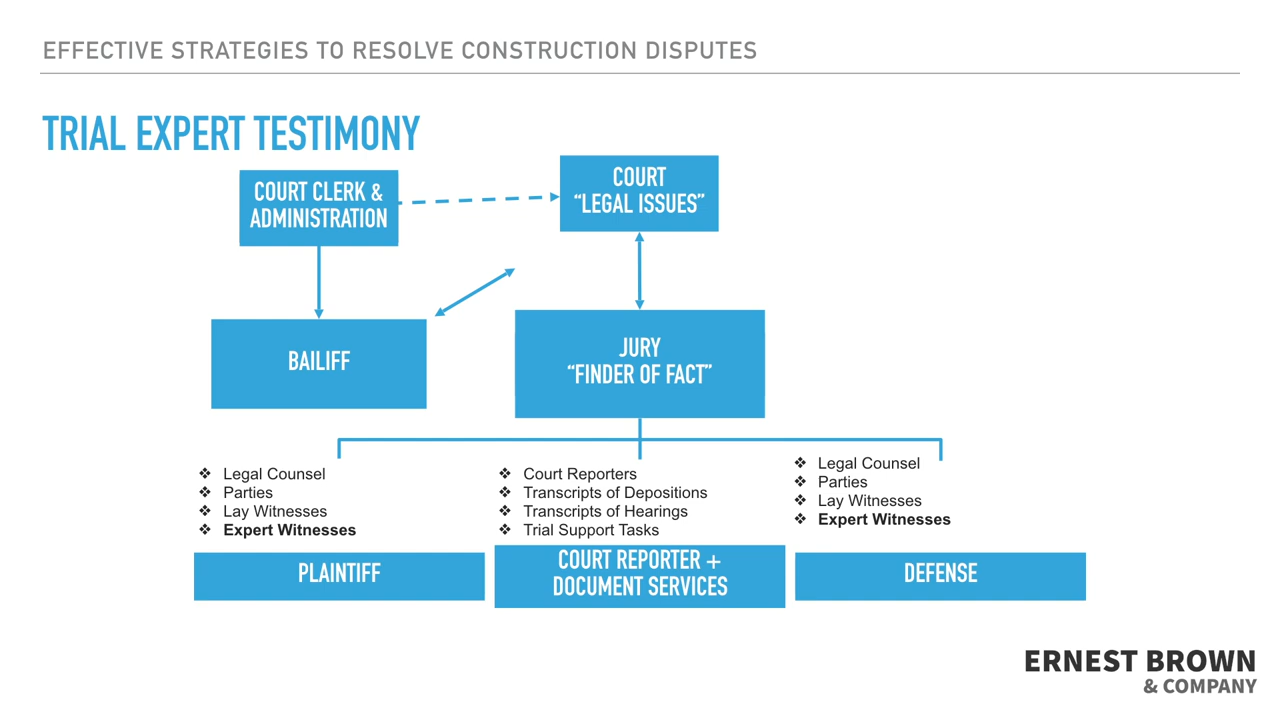 EFFECTIVE STRATEGIES TO RESOLVE CONSTRUCTION DISPUTES
TRIAL EXPERT TESTIMONY
COURT CLERK &
ADMINISTRATION
COURT
“LEGAL ISSUES”
BAILIFF
JURY
“FINDER OF FACT”
❖ Legal Counsel
❖ Parties
❖ Lay Witnesses
❖ Expert Witnesses
PLAINTIFF
❖ Court Reporters
❖ Transcripts of Depositions
❖ Transcripts of Hearings
❖ Trial Support Tasks
COURT REPORTER +
DOCUMENT SERVICES
❖ Legal Counsel
❖ Parties
❖ Lay Witnesses
❖ Expert Witnesses
DEFENSE
ERNEST BROWN
& COMPANY